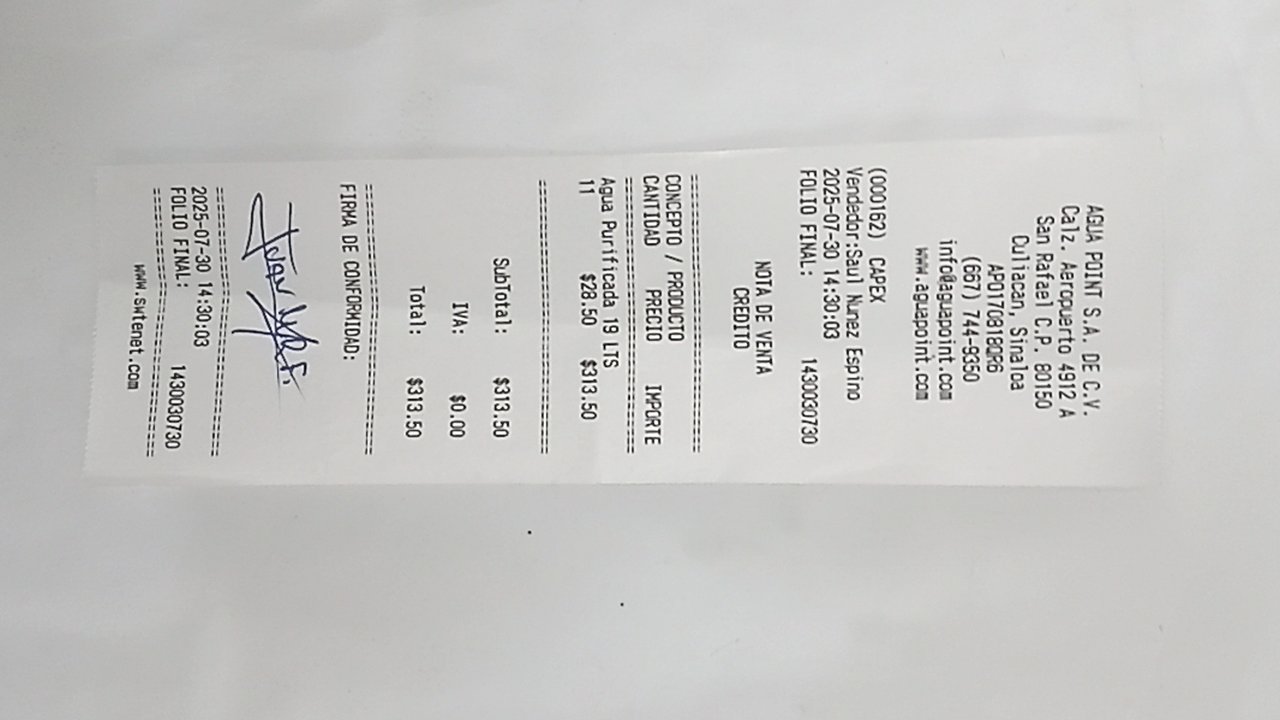 AGUA POINT S.A. DE C.V.
Calz. Aeropuerto 4912 A
San Rafael C.P. 80150
Culiacan, Sinaloa
APO170818QR6
(667) 744-9350
info@aguapoint.com
www.aguapoint.com
(000162) CAPEX
Vendedor:Saul Nunez Espino
2025-07-30 14:30:03
FOLIO FINAL: 1430030730
NOTA DE VENTA
CREDITO
================================
CONCEPTO / PRODUCTO
CANTIDAD PRECIO IMPORTE
================================
Agua Purificada 19 LTS
11 $28.50 $313.50
================================
SubTotal: $313.50
IVA: $0.00
Total: $313.50
================================
FIRMA DE CONFORMIDAD:
================================
2025-07-30 14:30:03
FOLIO FINAL: 1430030730
================================
www.swtenet.com